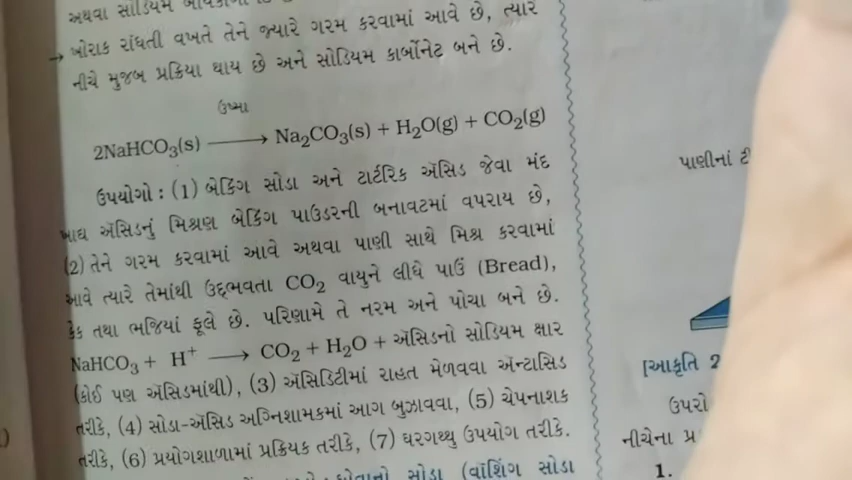 અથવા સોડિયમ
→ ખોરાક રાંધતી વખતે તેને જ્યારે ગરમ કરવામાં આવે છે, ત્યારે
નીચે મુજબ પ્રક્રિયા થાય છે અને સોડિયમ કાર્બોનેટ બને છે.
ઉષ્મા
2NaHCO₃(s) ⟶ Na₂CO₃(s) + H₂O(g) + CO₂(g)
ઉપયોગો : (1) બેકિંગ સોડા અને ટાર્ટરિક ઍસિડ જેવા મંદ
ખાદ્ય ઍસિડનું મિશ્રણ બેકિંગ પાઉડરની બનાવટમાં વપરાય છે,
(2) તેને ગરમ કરવામાં આવે અથવા પાણી સાથે મિશ્ર કરવામાં
આવે ત્યારે તેમાંથી ઉદ્દભવતા CO₂ વાયુને લીધે પાઉં (Bread),
કેક તથા ભજિયાં ફૂલે છે. પરિણામે તે નરમ અને પોચા બને છે.
NaHCO₃ + H⁺ ⟶ CO₂ + H₂O + ઍસિડનો સોડિયમ ક્ષાર
(કોઈ પણ ઍસિડમાંથી), (3) ઍસિડિટીમાં રાહત મેળવવા ઍન્ટાસિડ
તરીકે, (4) સોડા-ઍસિડ અગ્નિશામકમાં આગ બુઝાવવા, (5) ચેપનાશક
તરીકે, (6) પ્રયોગશાળામાં પ્રક્રિયક તરીકે, (7) ઘરગથ્થુ ઉપયોગ તરીકે.
સોડા (વૉશિંગ સોડા
પાણીનાં
[આકૃતિ 2
ઉપરો
નીચેના
1.